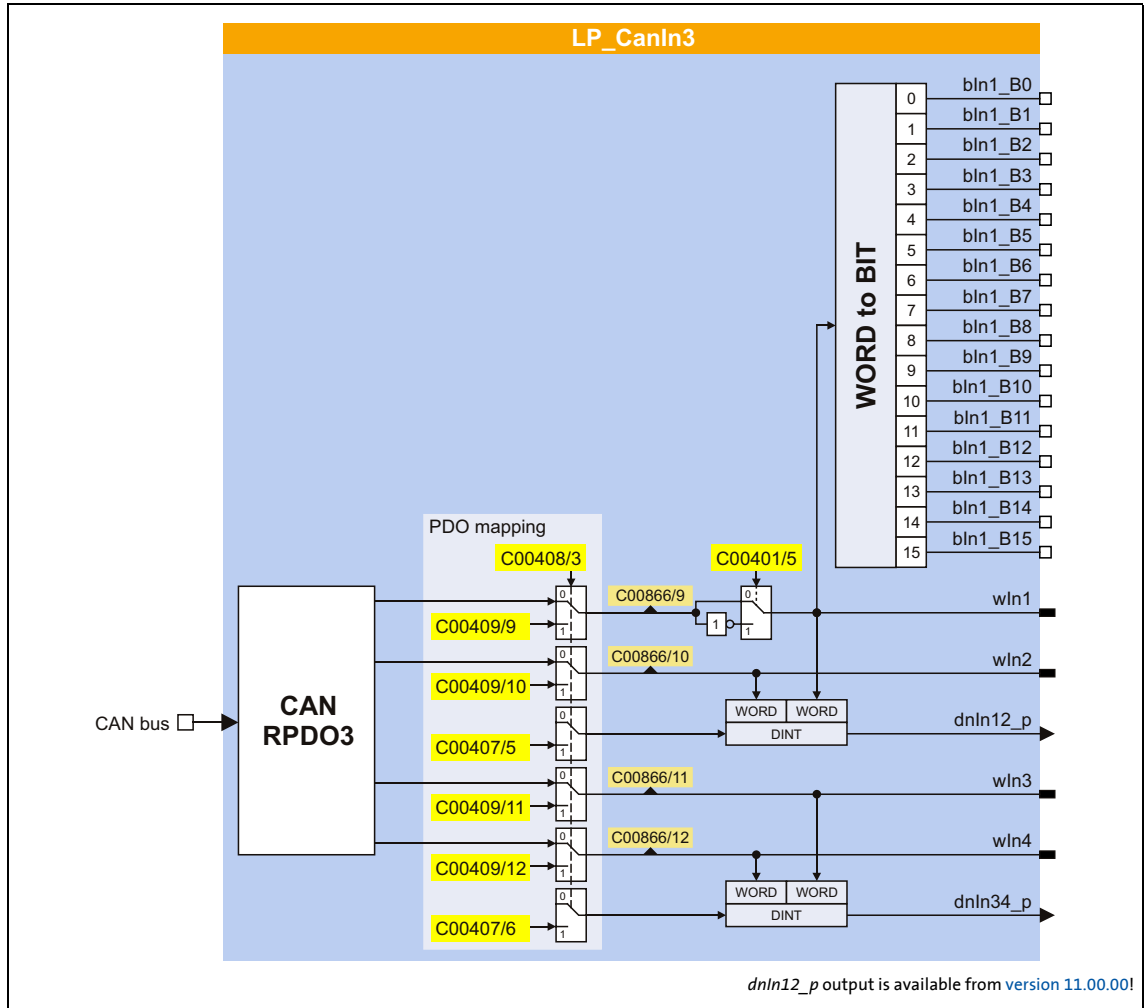 LP_CanIn3
bIn1_B0
0
bIn1_B1
1
bIn1_B2
2
bIn1_B3
3
bIn1_B4
4
bIn1_B5
5
bIn1_B6
6
bIn1_B7
7
bIn1_B8
8
bIn1_B9
9
bIn1_B10
10
bIn1_B11
11
bIn1_B12
12
bIn1_B13
13
bIn1_B14
14
bIn1_B15
15
WORD to BIT
PDO mapping
C00408/3
C00401/5
0
C00866/9
0
wIn1
C00409/9
1
1
1
0
C00866/10
wIn2
C00409/10
1
CAN
RPDO3
CAN bus
0
WORD WORD
DINT
dnIn12_p
C00407/5
1
0
C00866/11
wIn3
C00409/11
1
0
C00866/12
wIn4
C00409/12
1
0
WORD WORD
DINT
dnIn34_p
C00407/6
1
dnIn12_p output is available from version 11.00.00!